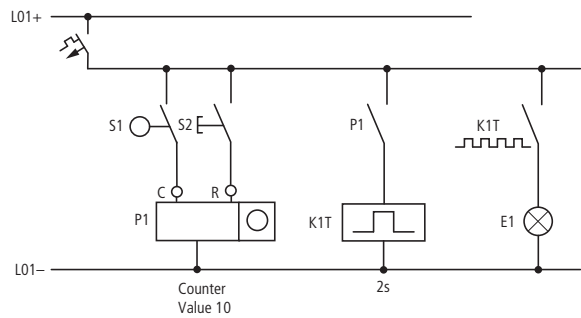 L01+
S1
S2
P1
K1T
C
R
P1
K1T
E1
L01–
Counter
Value 10
2s